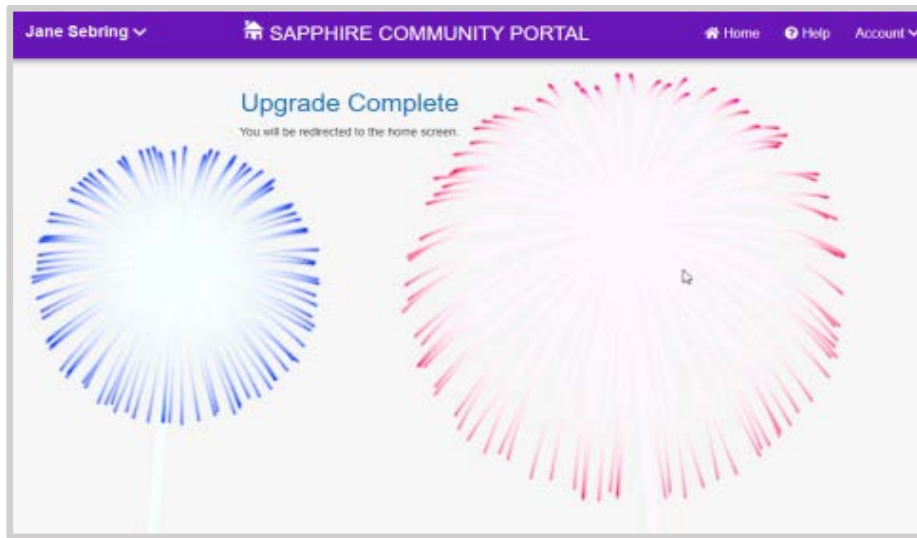 Jane Sebring
SAPPHIRE COMMUNITY PORTAL
Home
Help
Account
Upgrade Complete
You will be redirected to the home screen.